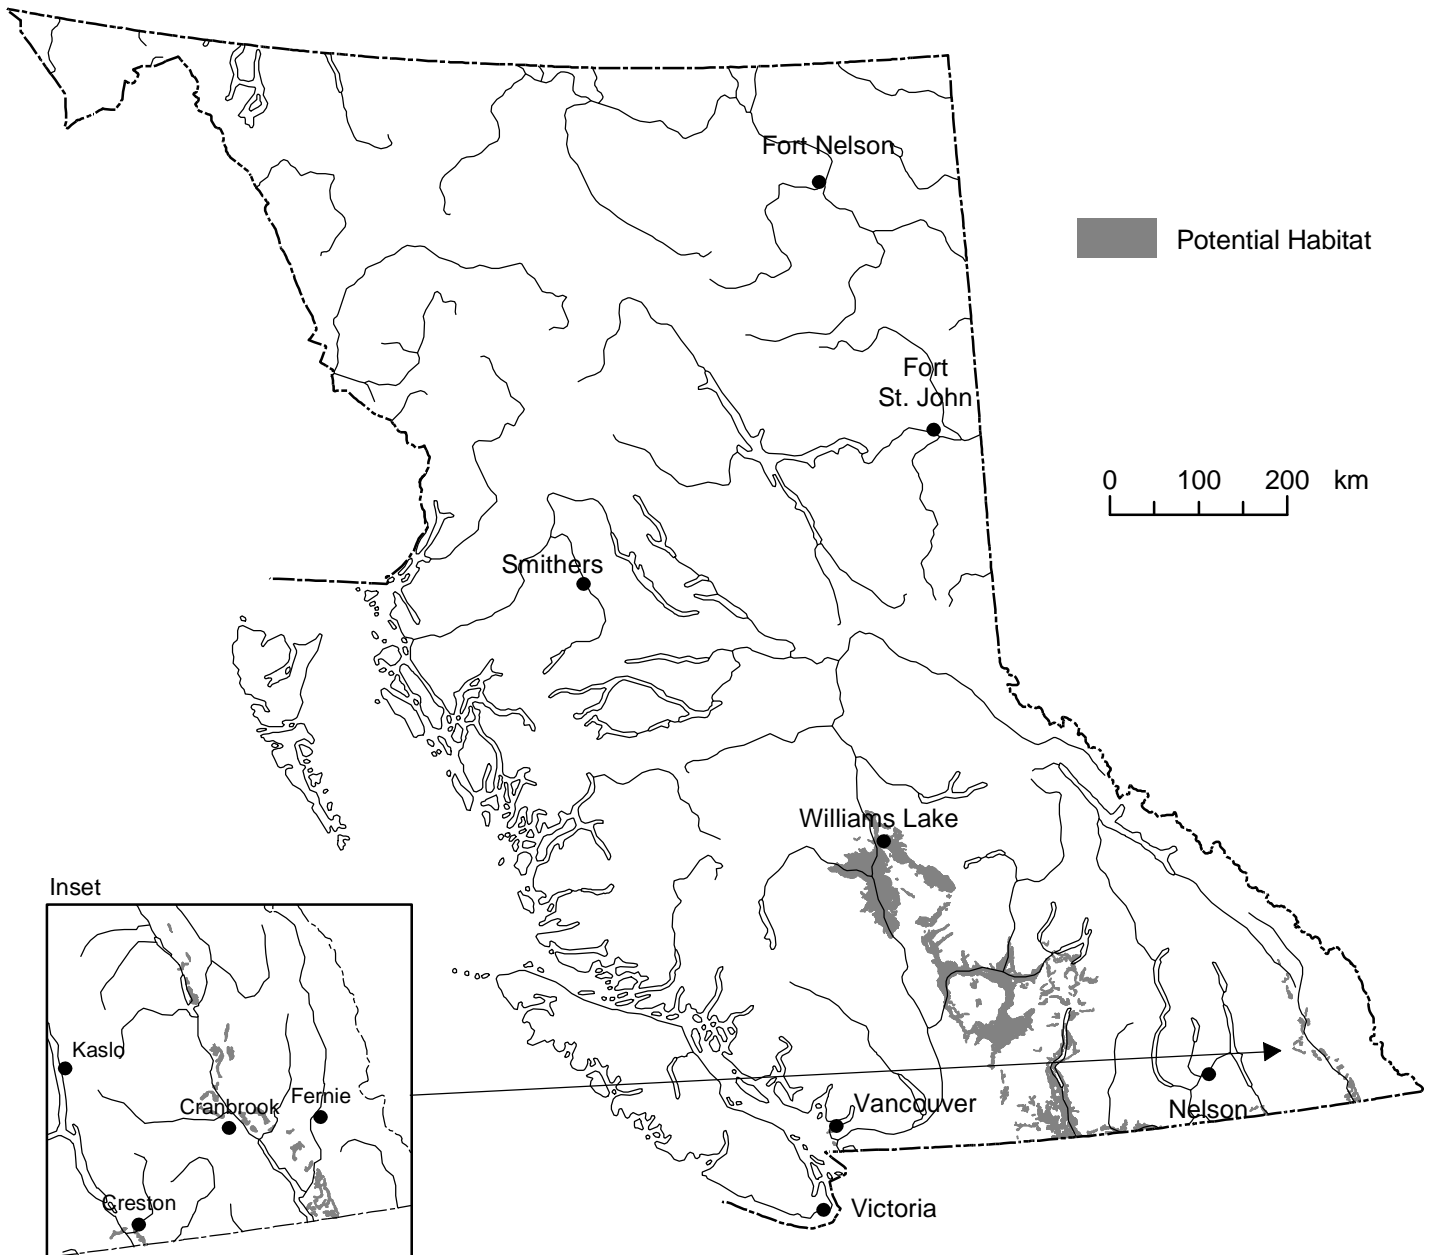 Fort Nelson
Potential Habitat
Fort
St. John
0 100 200 km
Smithers
Williams Lake
Inset
Kaslo
Cranbrook
Fernie
Creston
Vancouver
Nelson
Victoria